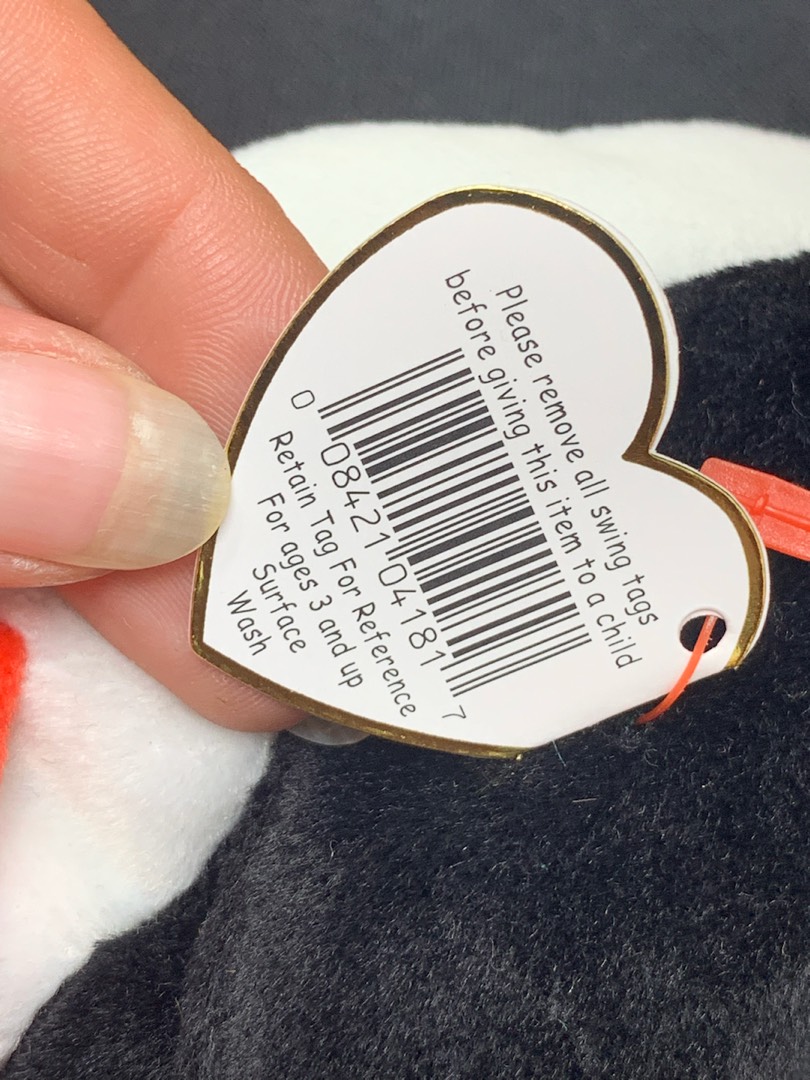 Please remove all swing tags
before giving this item to a child
0 08421 04181 7
Retain Tag For Reference
For ages 3 and up
Surface
Wash